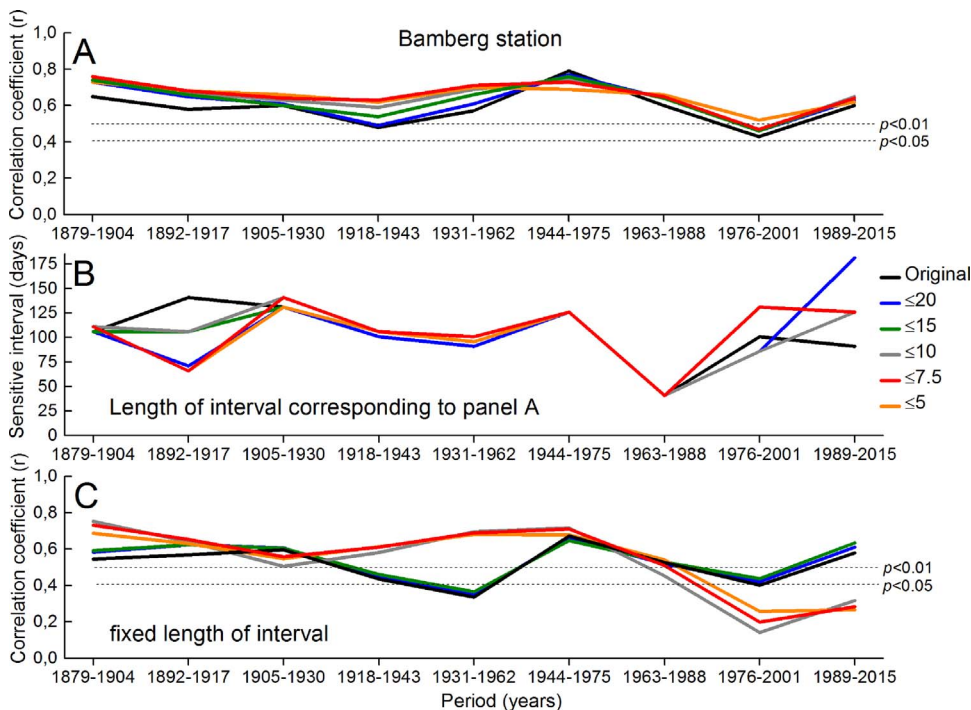 Bamberg station
A
Correlation coefficient (r)
1,0
0,8
0,6
0,4
0,2
0,0
p<0.01
p<0.05
1879-1904 1892-1917 1905-1930 1918-1943 1931-1962 1944-1975 1963-1988 1976-2001 1989-2015
B
Sensitive interval (days)
175
150
125
100
75
50
25
0
Length of interval corresponding to panel A
Original
≤20
≤15
≤10
≤7.5
≤5
1879-1904 1892-1917 1905-1930 1918-1943 1931-1962 1944-1975 1963-1988 1976-2001 1989-2015
C
Correlation coefficient (r)
1,0
0,8
0,6
0,4
0,2
0,0
p<0.01
p<0.05
fixed length of interval
1879-1904 1892-1917 1905-1930 1918-1943 1931-1962 1944-1975 1963-1988 1976-2001 1989-2015
Period (years)